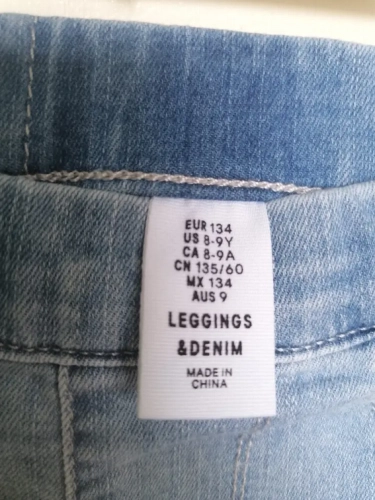 EUR 134
US 8-9Y
CA 8-9A
CN 135/60
MX 134
AUS 9
LEGGINGS
&DENIM
MADE IN
CHINA